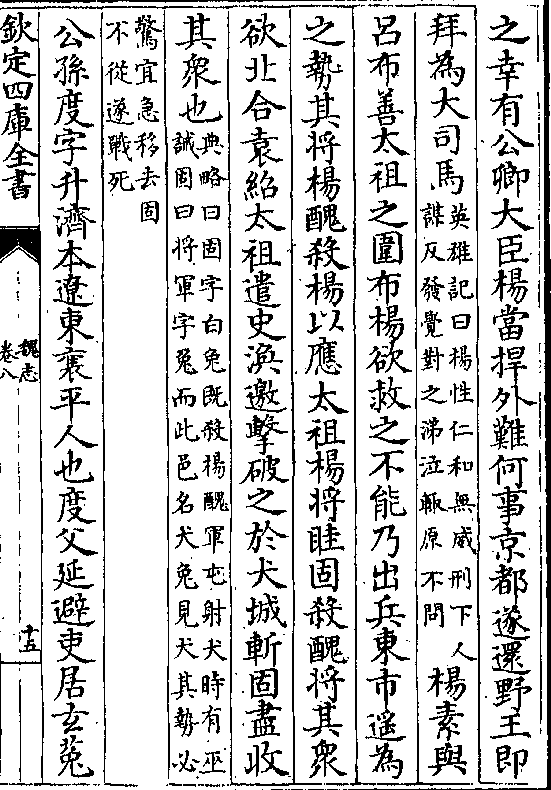 之幸有公卿大臣楊當捍外難何事京都遂還野王即
拜為大司馬英雄記曰楊性仁和無威刑下人
謀反發覺對之涕泣輙原不問楊素與
呂布善太祖之圍布楊欲救之不能乃出兵東市遥為
之勢其將楊醜殺楊以應太祖楊將眭固殺醜將其衆
欲北合袁紹太祖遣史渙邀擊破之於犬城斬固盡收
其衆也典略曰固字白兔既殺楊醜軍屯射犬時有巫
誡固曰將軍字兔而此邑名犬兔見犬其勢必
驚宜急移去固
不從遂戰死
公孫度字升濟本遼東襄平人也度父延避吏居玄菟
欽定四庫全書
魏志
卷八
十五